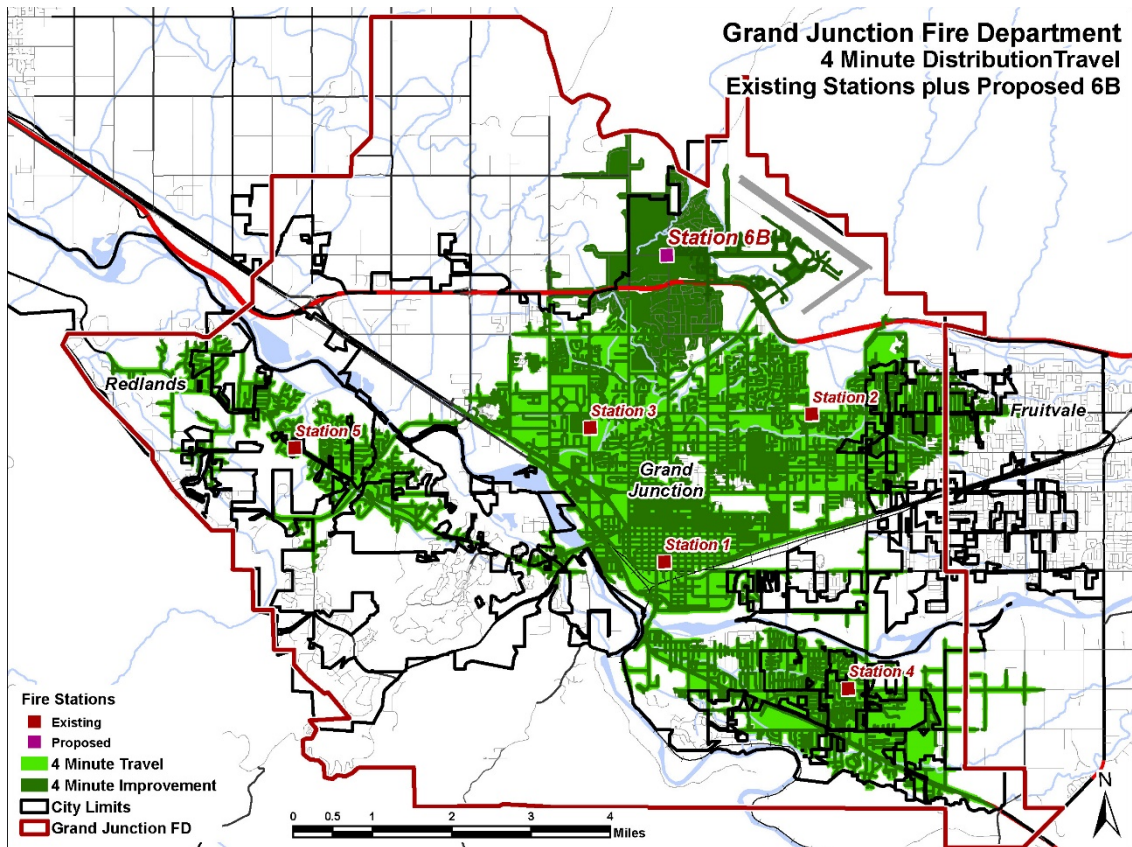 Grand Junction Fire Department
4 Minute DistributionTravel
Existing Stations plus Proposed 6B
Station 6B
Redlands
Station 5
Station 3
Station 2
Fruitvale
Grand
Junction
Station 1
Station 4
Fire Stations
Existing
Proposed
4 Minute Travel
4 Minute Improvement
City Limits
Grand Junction FD
0 0.5 1 2 3 4
Miles
N